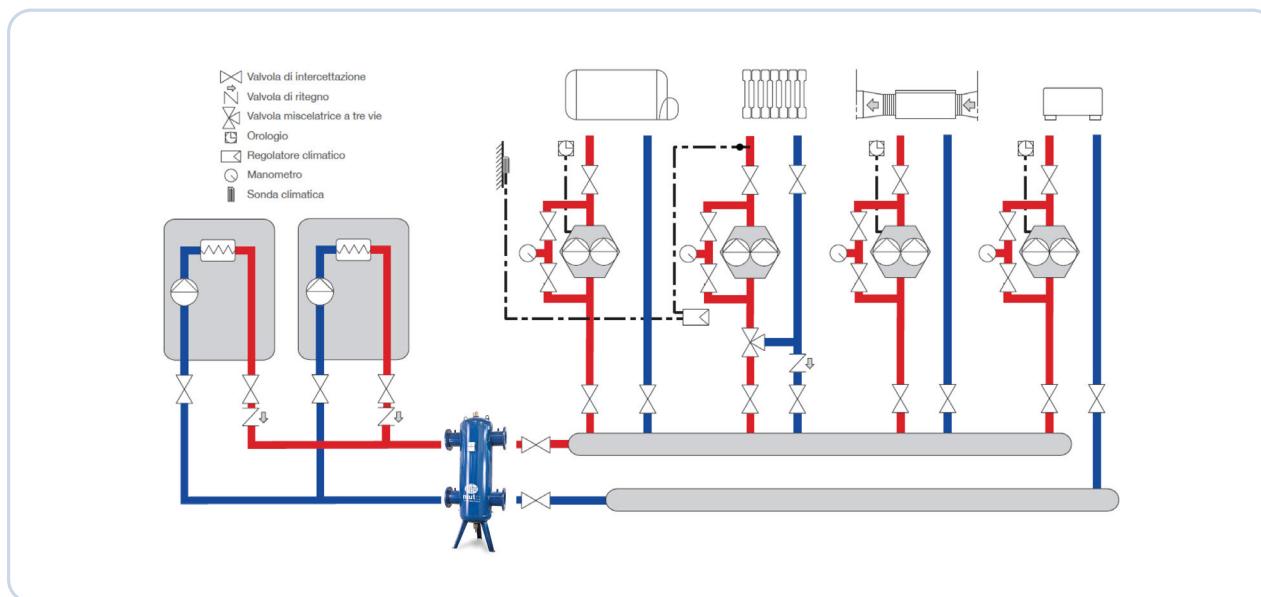 Valvola di intercettazione
Valvola di ritegno
Valvola miscelatrice a tre vie
Orologio
Regolatore climatico
Manometro
Sonda climatica